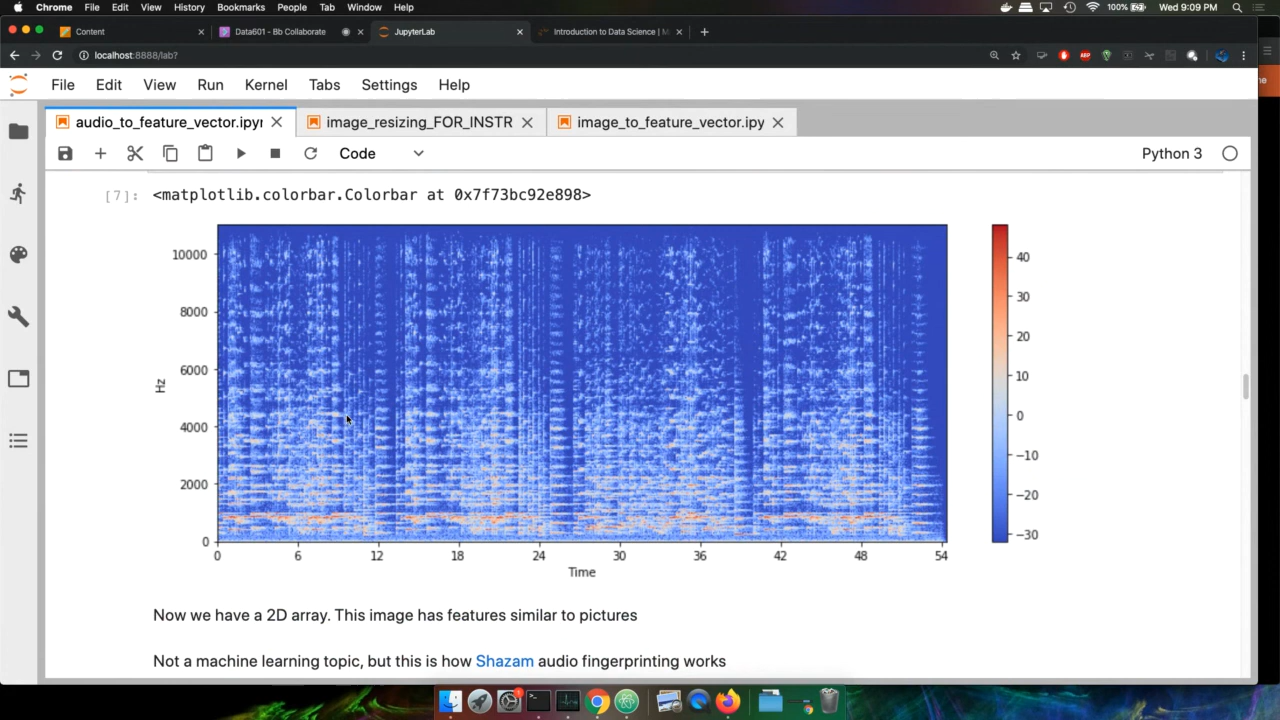 Chrome File Edit View History Bookmarks People Tab Window Help 100% Wed 9:09 PM
Content Data601 - Bb Collaborate JupyterLab Introduction to Data Science | M
localhost:8888/lab? ABP
File Edit View Run Kernel Tabs Settings Help
audio_to_feature_vector.ipyn image_resizing_FOR_INSTR image_to_feature_vector.ipy
Code Python 3
[7]: <matplotlib.colorbar.Colorbar at 0x7f73bc92e898>
10000
8000
6000
4000
2000
0
Hz
0 6 12 18 24 30 36 42 48 54
Time
40
30
20
10
0
−10
−20
−30
Now we have a 2D array. This image has features similar to pictures
Not a machine learning topic, but this is how Shazam audio fingerprinting works